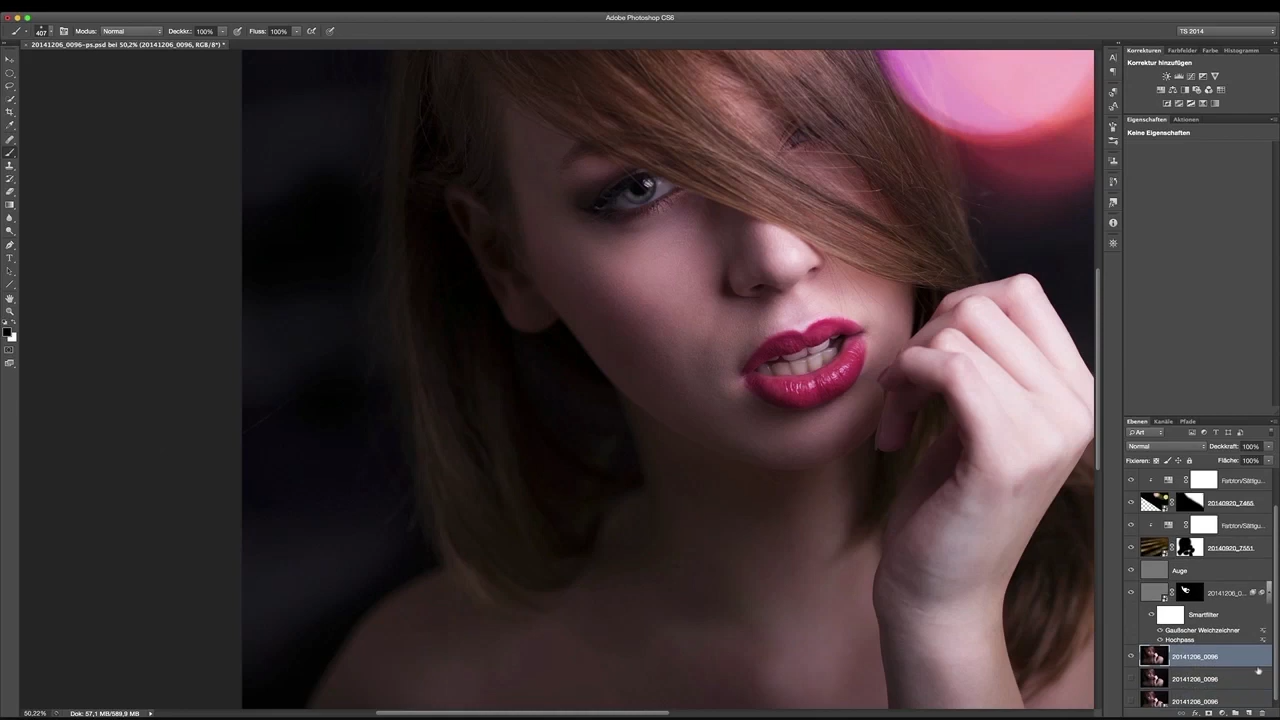 Adobe Photoshop CS6
407 Modus: Normal Deckkr.: 100% Fluss: 100% TS 2014
20141206_0096-ps.psd bei 50,2% (20141206_0096, RGB/8*) *
Korrekturen Farbfelder Farbe Histogramm
Korrektur hinzufügen
Eigenschaften Aktionen
Keine Eigenschaften
Ebenen Kanäle Pfade
Art
Normal Deckkraft: 100%
Fixieren: Fläche: 100%
Farbton/Sättigu...
20140920_7465
Farbton/Sättigu...
20140920_7551
Auge
20141206_0...
Smartfilter
Gaußscher Weichzeichner
Hochpass
20141206_0096
20141206_0096
20141206_0096
50,22% Dok: 57,1 MB/589,9 MB